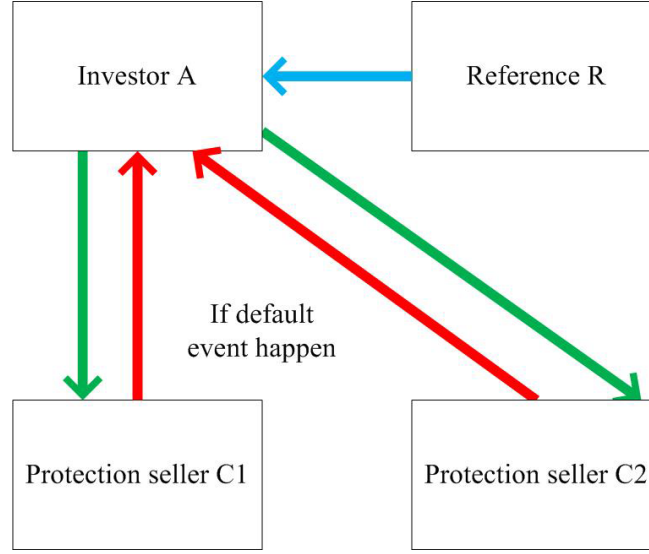 Investor A
Reference R
If default
event happen
Protection seller C1
Protection seller C2